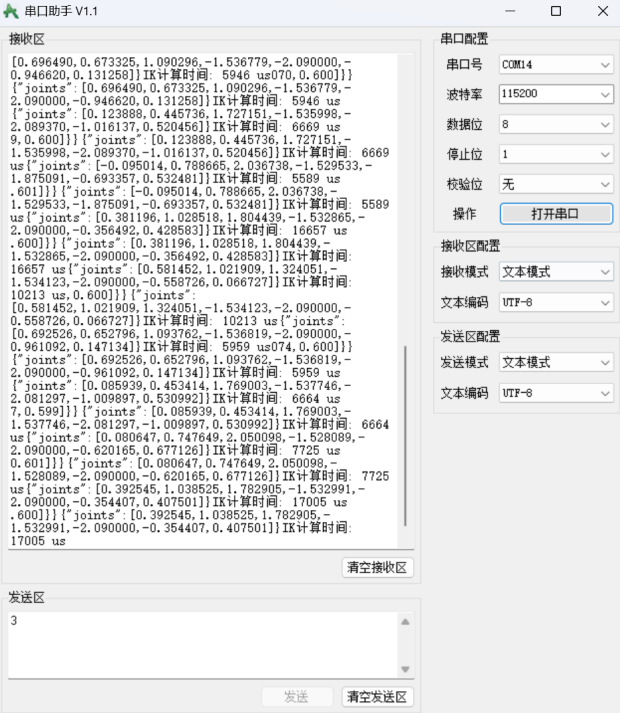 串口助手 V1.1
接收区
[0.696490,0.673325,1.090296,-1.536779,-2.090000,-
0.946620,0.131258]}IK计算时间: 5946 us070,0.600]}}
{"joints":[0.696490,0.673325,1.090296,-1.536779,-
2.090000,-0.946620,0.131258]}IK计算时间: 5946 us
{"joints":[0.123888,0.445736,1.727151,-1.535998,-
2.089370,-1.016137,0.520456]}IK计算时间: 6669 us
9,0.600]}}{"joints":[0.123888,0.445736,1.727151,-
1.535998,-2.089370,-1.016137,0.520456]}IK计算时间: 6669
us{"joints":[-0.095014,0.788665,2.036738,-1.529533,-
1.875091,-0.693357,0.532481]}IK计算时间: 5589 us
.601]}}{"joints":[-0.095014,0.788665,2.036738,-
1.529533,-1.875091,-0.693357,0.532481]}IK计算时间: 5589
us{"joints":[0.381196,1.028518,1.804439,-1.532865,-
2.090000,-0.356492,0.428583]}IK计算时间: 16657 us
.600]}}{"joints":[0.381196,1.028518,1.804439,-
1.532865,-2.090000,-0.356492,0.428583]}IK计算时间:
16657 us{"joints":[0.581452,1.021909,1.324051,-
1.534123,-2.090000,-0.558726,0.066727]}IK计算时间:
10213 us,0.600]}}{"joints":
[0.581452,1.021909,1.324051,-1.534123,-2.090000,-
0.558726,0.066727]}IK计算时间: 10213 us{"joints":
[0.692526,0.652796,1.093762,-1.536819,-2.090000,-
0.961092,0.147134]}IK计算时间: 5959 us074,0.600]}}
{"joints":[0.692526,0.652796,1.093762,-1.536819,-
2.090000,-0.961092,0.147134]}IK计算时间: 5959 us
{"joints":[0.085939,0.453414,1.769003,-1.537746,-
2.081297,-1.009897,0.530992]}IK计算时间: 6664 us
7,0.599]}}{"joints":[0.085939,0.453414,1.769003,-
1.537746,-2.081297,-1.009897,0.530992]}IK计算时间: 6664
us{"joints":[0.080647,0.747649,2.050098,-1.528089,-
2.090000,-0.620165,0.677126]}IK计算时间: 7725 us
0.601]}}{"joints":[0.080647,0.747649,2.050098,-
1.528089,-2.090000,-0.620165,0.677126]}IK计算时间: 7725
us{"joints":[0.392545,1.038525,1.782905,-1.532991,-
2.090000,-0.354407,0.407501]}IK计算时间: 17005 us
.600]}}{"joints":[0.392545,1.038525,1.782905,-
1.532991,-2.090000,-0.354407,0.407501]}IK计算时间:
17005 us
清空接收区
发送区
3
发送
清空发送区
串口配置
串口号 COM14
波特率 115200
数据位 8
停止位 1
校验位 无
操作 打开串口
接收区配置
接收模式 文本模式
文本编码 UTF-8
发送区配置
发送模式 文本模式
文本编码 UTF-8